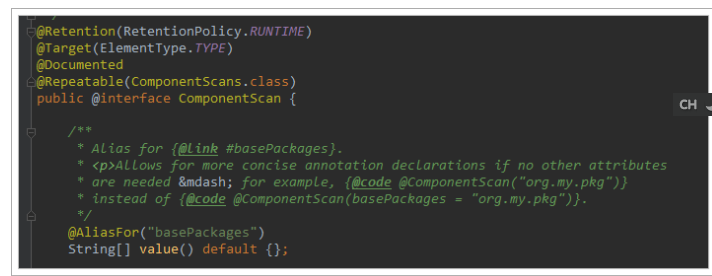 @Retention(RetentionPolicy.RUNTIME)
@Target(ElementType.TYPE)
@Documented
@Repeatable(ComponentScans.class)
public @interface ComponentScan {
/**
* Alias for {@link #basePackages}.
* <p>Allows for more concise annotation declarations if no other attributes
* are needed &mdash; for example, {@code @ComponentScan("org.my.pkg")}
* instead of {@code @ComponentScan(basePackages = "org.my.pkg")}.
*/
@AliasFor("basePackages")
String[] value() default {};
CH